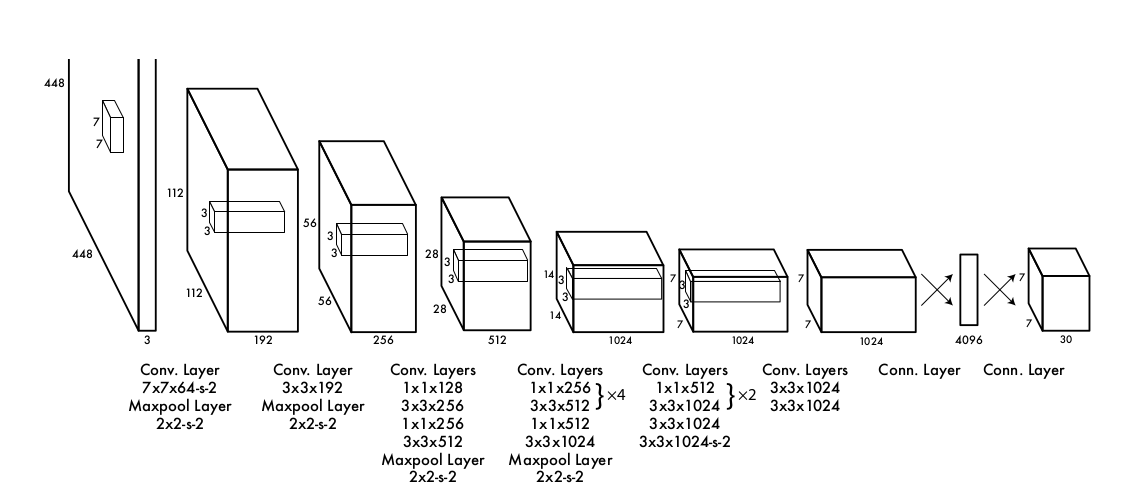 448
7
7
448
3
112
3
3
112
192
56
3
3
56
256
28
3
3
28
512
14
3
3
14
1024
7
3
3
7
1024
7
7
1024
4096
7
7
30
Conv. Layer
7x7x64-s-2
Maxpool Layer
2x2-s-2
Conv. Layer
3x3x192
Maxpool Layer
2x2-s-2
Conv. Layers
1x1x128
3x3x256
1x1x256
3x3x512
Maxpool Layer
2x2-s-2
Conv. Layers
1x1x256
3x3x512
}×4
1x1x512
3x3x1024
Maxpool Layer
2x2-s-2
Conv. Layers
1x1x512
3x3x1024
}×2
3x3x1024
3x3x1024-s-2
Conv. Layers
3x3x1024
3x3x1024
Conn. Layer
Conn. Layer